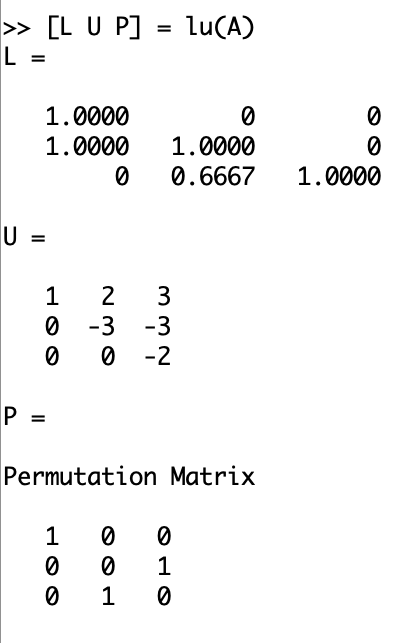 >> [L U P] = lu(A)
L =
1.0000 0 0
1.0000 1.0000 0
0 0.6667 1.0000
U =
1 2 3
0 -3 -3
0 0 -2
P =
Permutation Matrix
1 0 0
0 0 1
0 1 0